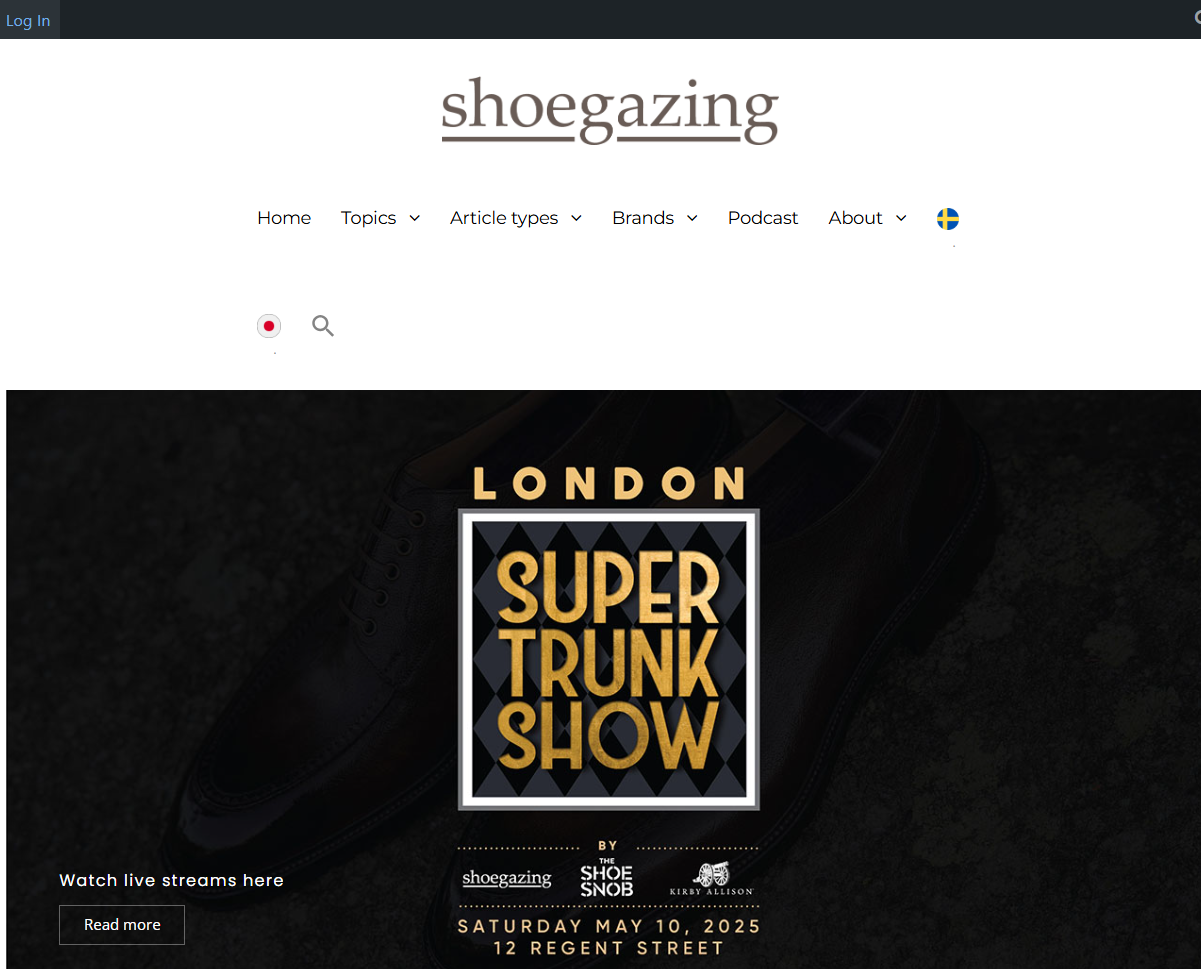 Log In
shoegazing
Home Topics Article types Brands Podcast About
LONDON
SUPER
TRUNK
SHOW
BY
shoegazing THE SHOE SNOB KIRBY ALLISON
Watch live streams here
Read more
SATURDAY MAY 10, 2025
12 REGENT STREET